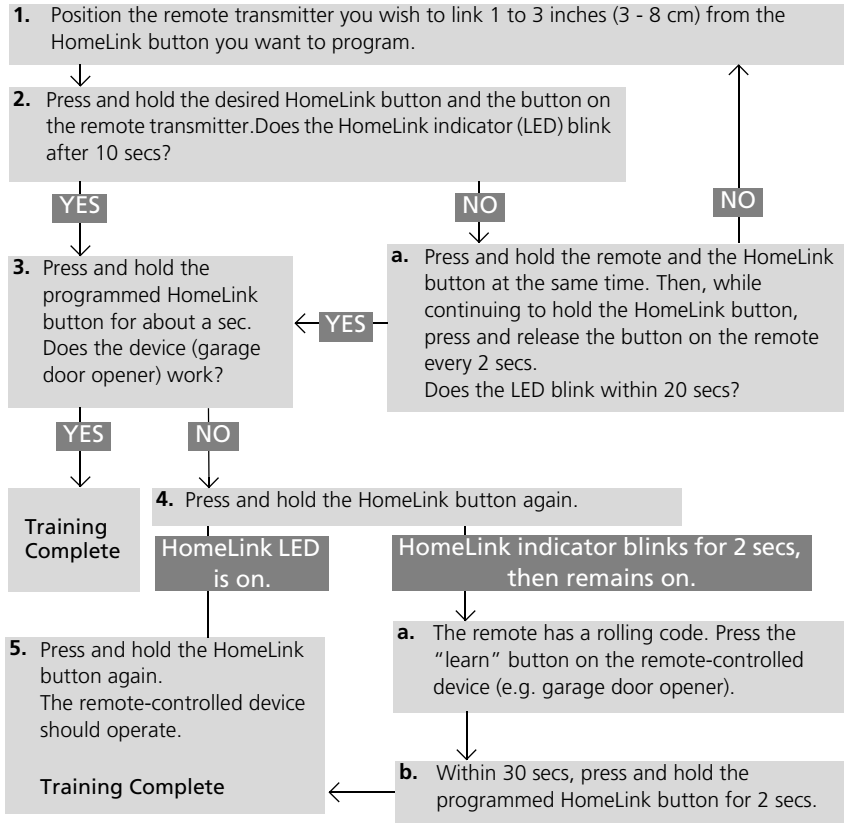 1. Position the remote transmitter you wish to link 1 to 3 inches (3 - 8 cm) from the
HomeLink button you want to program.
2. Press and hold the desired HomeLink button and the button on
the remote transmitter.Does the HomeLink indicator (LED) blink
after 10 secs?
YES
NO
NO
3. Press and hold the
programmed HomeLink
button for about a sec.
Does the device (garage
door opener) work?
YES
a. Press and hold the remote and the HomeLink
button at the same time. Then, while
continuing to hold the HomeLink button,
press and release the button on the remote
every 2 secs.
Does the LED blink within 20 secs?
YES
NO
Training
Complete
4. Press and hold the HomeLink button again.
HomeLink LED
is on.
HomeLink indicator blinks for 2 secs,
then remains on.
a. The remote has a rolling code. Press the
“learn” button on the remote-controlled
device (e.g. garage door opener).
5. Press and hold the HomeLink
button again.
The remote-controlled device
should operate.
Training Complete
b. Within 30 secs, press and hold the
programmed HomeLink button for 2 secs.